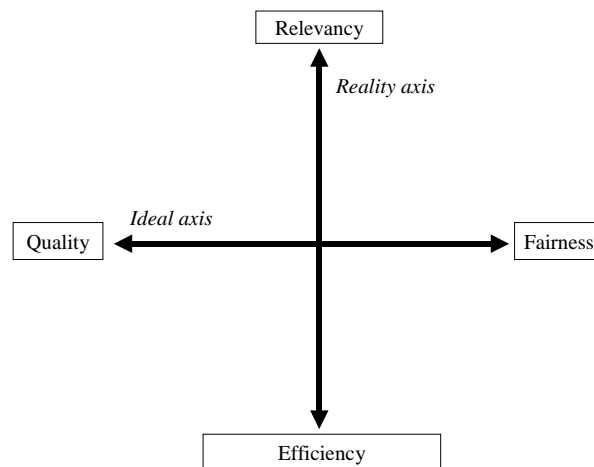 Relevancy
Reality axis
Ideal axis
Quality
Fairness
Efficiency